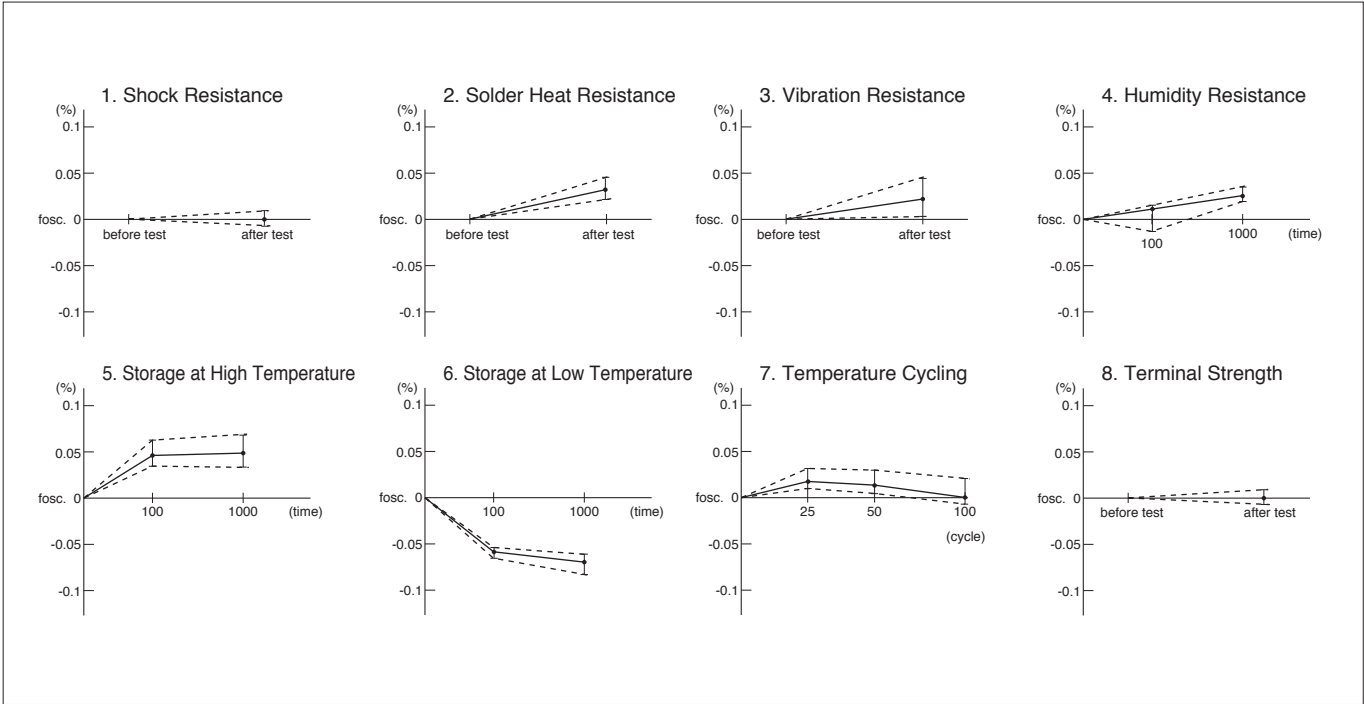 1. Shock Resistance
(%)
0.1
0.05
fosc. 0
-0.05
-0.1
before test
after test
2. Solder Heat Resistance
(%)
0.1
0.05
fosc. 0
-0.05
-0.1
before test
after test
3. Vibration Resistance
(%)
0.1
0.05
fosc. 0
-0.05
-0.1
before test
after test
4. Humidity Resistance
(%)
0.1
0.05
fosc. 0
-0.05
-0.1
100
1000
(time)
5. Storage at High Temperature
(%)
0.1
0.05
fosc. 0
-0.05
-0.1
100
1000
(time)
6. Storage at Low Temperature
(%)
0.1
0.05
fosc. 0
-0.05
-0.1
100
1000
(time)
7. Temperature Cycling
(%)
0.1
0.05
fosc. 0
-0.05
-0.1
25
50
100
(cycle)
8. Terminal Strength
(%)
0.1
0.05
fosc. 0
-0.05
-0.1
before test
after test